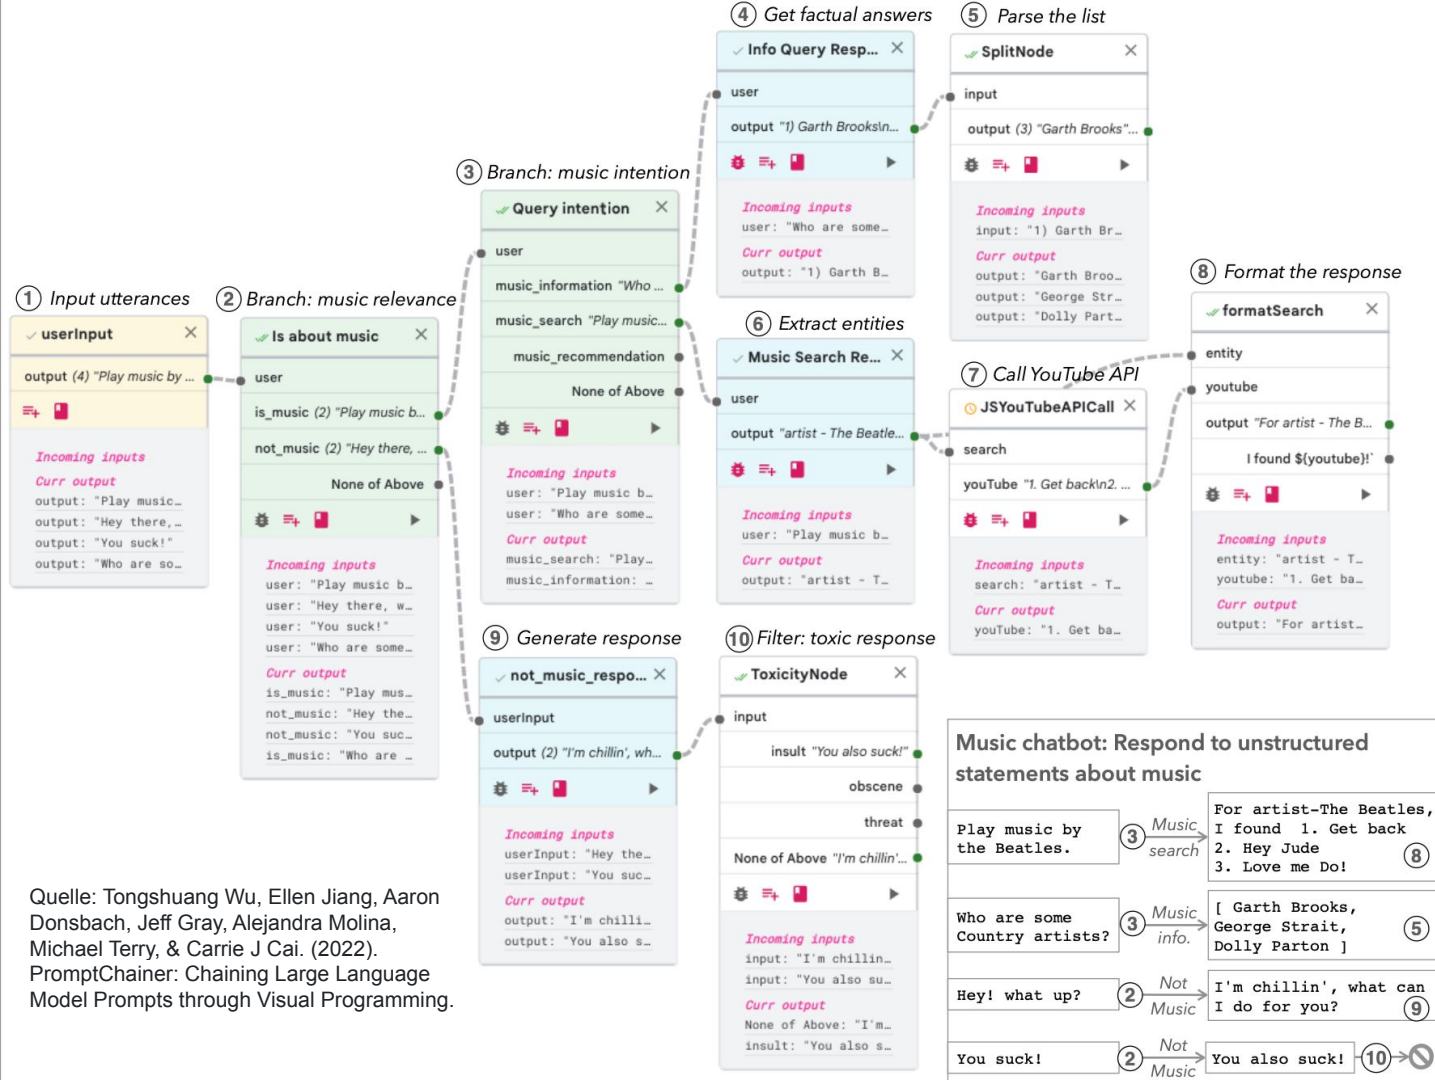 ① Input utterances
userInput
output (4) "Play music by ...
Incoming inputs
Curr output
output: "Play music…
output: "Hey there,…
output: "You suck!"
output: "Who are so…
② Branch: music relevance
Is about music
user
is_music (2) "Play music b...
not_music (2) "Hey there, ...
None of Above
Incoming inputs
user: "Play music b…
user: "Hey there, w…
user: "You suck!"
user: "Who are some…
Curr output
is_music: "Play mus…
not_music: "Hey the…
not_music: "You suc…
is_music: "Who are …
③ Branch: music intention
Query intention
user
music_information "Who ...
music_search "Play music...
music_recommendation
None of Above
Incoming inputs
user: "Play music b…
user: "Who are some…
Curr output
music_search: "Play…
music_information: …
④ Get factual answers
Info Query Resp...
user
output "1) Garth Brooks\n...
Incoming inputs
user: "Who are some…
Curr output
output: "1) Garth B…
⑤ Parse the list
SplitNode
input
output (3) "Garth Brooks"...
Incoming inputs
input: "1) Garth Br…
Curr output
output: "Garth Broo…
output: "George Str…
output: "Dolly Part…
⑥ Extract entities
Music Search Re...
user
output "artist - The Beatle...
Incoming inputs
user: "Play music b…
Curr output
output: "artist - T…
⑦ Call YouTube API
JSYouTubeAPICall
search
youTube "1. Get back\n2. ...
Incoming inputs
search: "artist - T…
Curr output
youTube: "1. Get ba…
⑧ Format the response
formatSearch
entity
youtube
output "For artist - The B...
I found ${youtube}!`
Incoming inputs
entity: "artist - T…
youtube: "1. Get ba…
Curr output
output: "For artist…
⑨ Generate response
not_music_respo...
userInput
output (2) "I'm chillin', wh...
Incoming inputs
userInput: "Hey the…
userInput: "You suc…
Curr output
output: "I'm chilli…
output: "You also s…
⑩ Filter: toxic response
ToxicityNode
input
insult "You also suck!"
obscene
threat
None of Above "I'm chillin'...
Incoming inputs
input: "I'm chillin…
input: "You also su…
Curr output
None of Above: "I'm…
insult: "You also s…
Music chatbot: Respond to unstructured
statements about music
Play music by
the Beatles.
③ Music
search
For artist-The Beatles,
I found 1. Get back
2. Hey Jude
3. Love me Do!
⑧
Who are some
Country artists?
③ Music
info.
[ Garth Brooks,
George Strait,
Dolly Parton ]
⑤
Hey! what up?
② Not
Music
I'm chillin', what can
I do for you?
⑨
You suck!
② Not
Music
You also suck!
⑩
Quelle: Tongshuang Wu, Ellen Jiang, Aaron
Donsbach, Jeff Gray, Alejandra Molina,
Michael Terry, & Carrie J Cai. (2022).
PromptChainer: Chaining Large Language
Model Prompts through Visual Programming.